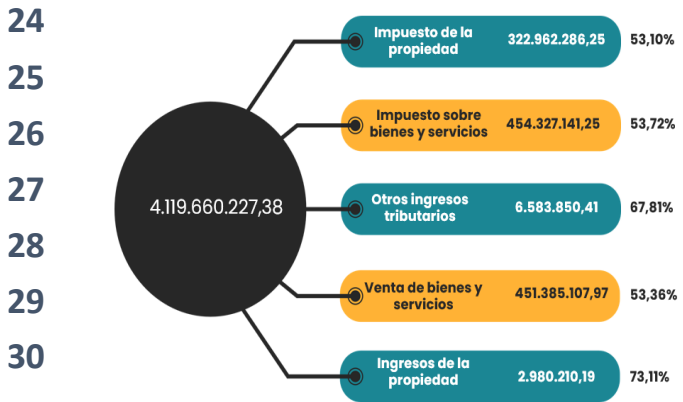 24
25
26
27
28
29
30
4.119.660.227,38
Impuesto de la
propiedad
322.962.286,25
53,10%
Impuesto sobre
bienes y servicios
454.327.141,25
53,72%
Otros ingresos
tributarios
6.583.850,41
67,81%
Venta de bienes y
servicios
451.385.107,97
53,36%
Ingresos de la
propiedad
2.980.210,19
73,11%